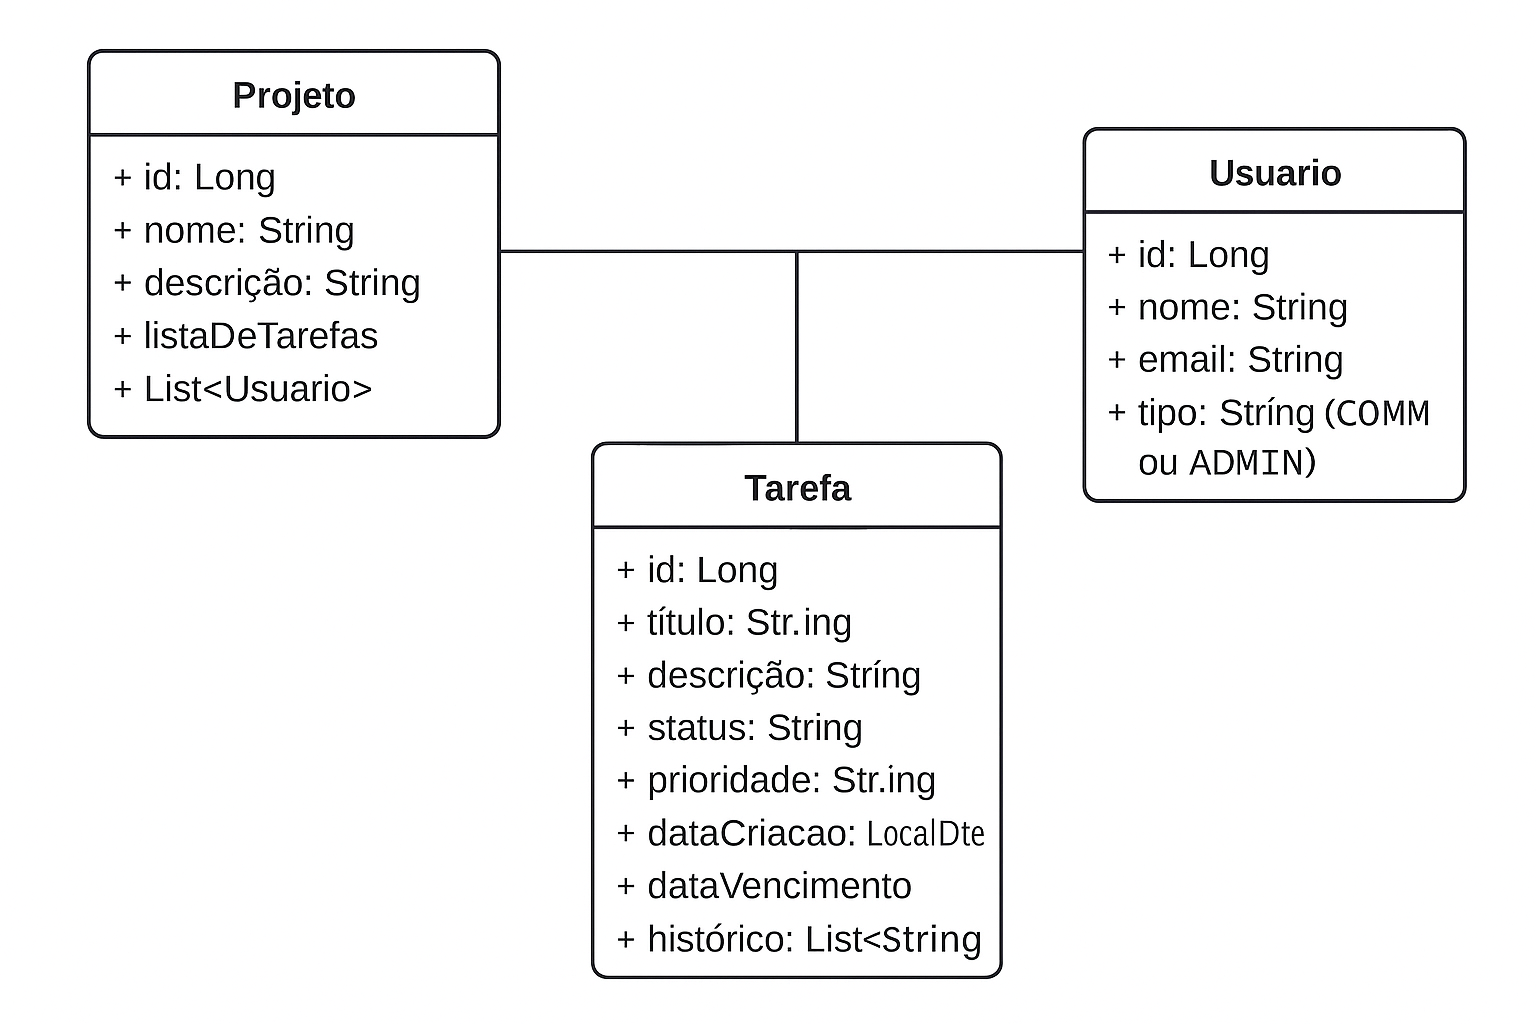 Projeto
+ id: Long
+ nome: String
+ descrição: String
+ listaDeTarefas
+ List<Usuario>
Usuario
+ id: Long
+ nome: String
+ email: String
+ tipo: Stríng (COMM
ou ADMIN)
Tarefa
+ id: Long
+ título: Str.ing
+ descrição: Stríng
+ status: String
+ prioridade: Str.ing
+ dataCriacao: LocalDte
+ dataVencimento
+ histórico: List<String